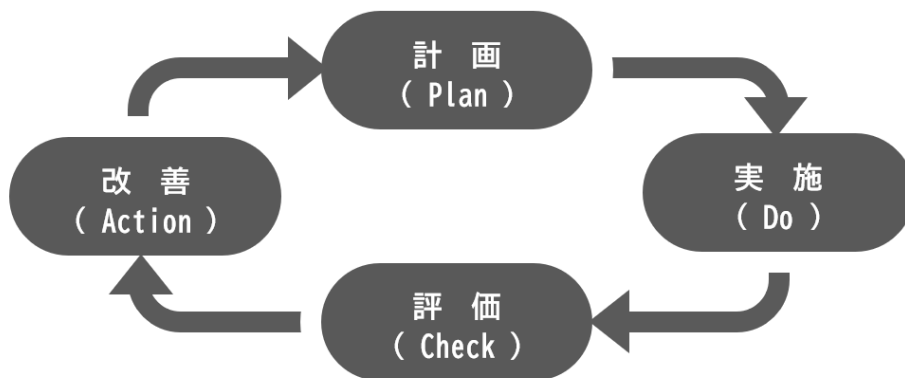 計 画
( Plan )
実 施
( Do )
評 価
( Check )
改 善
( Action )